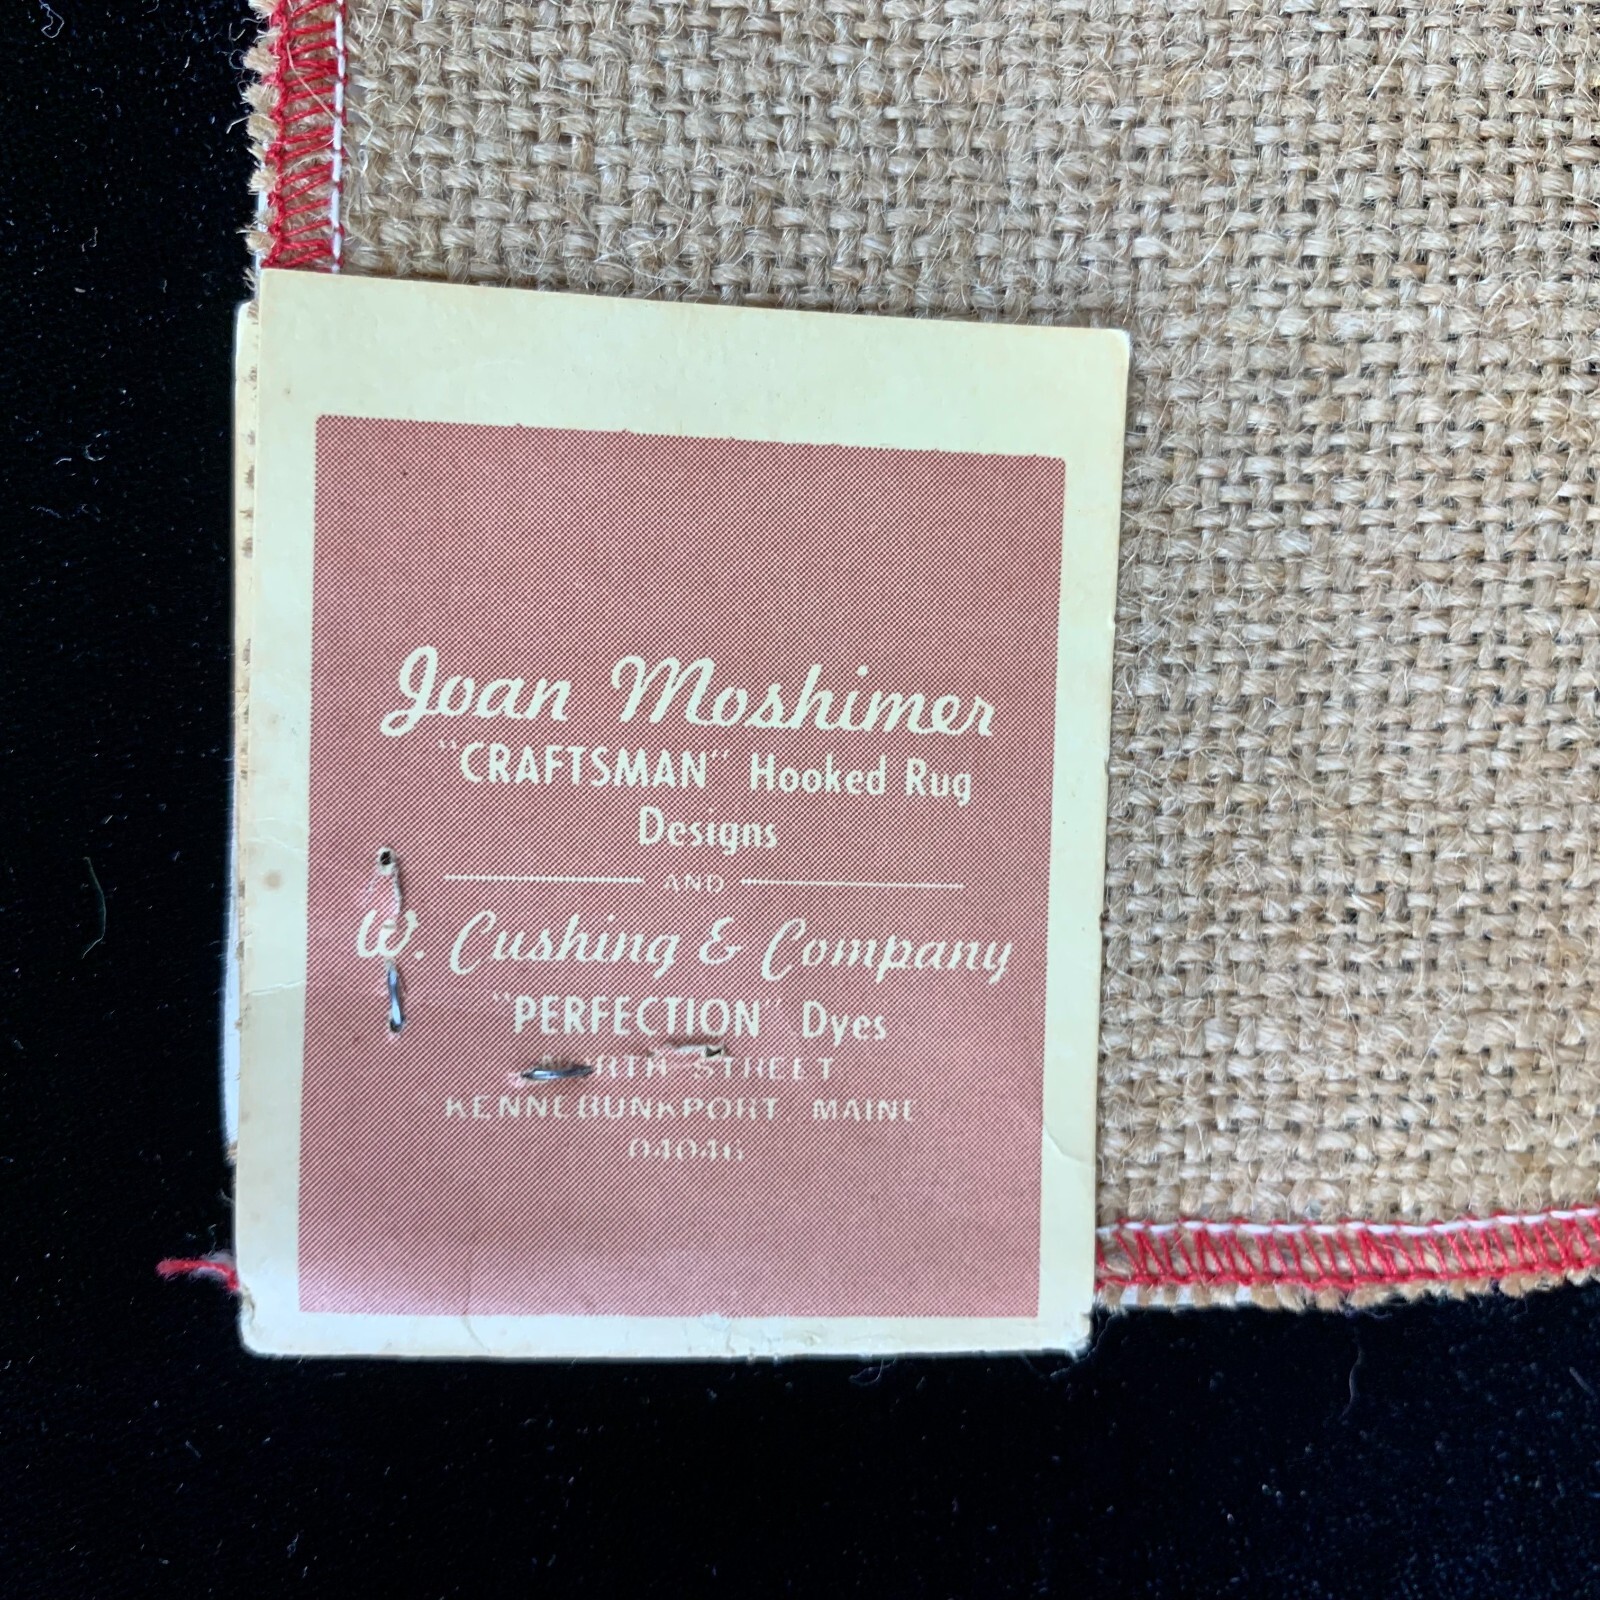 Joan Moshimer
"CRAFTSMAN" Hooked Rug
Designs
AND
W. Cushing & Company
"PERFECTION" Dyes
STREET
KENNEBUNKPORT, MAINE
04046